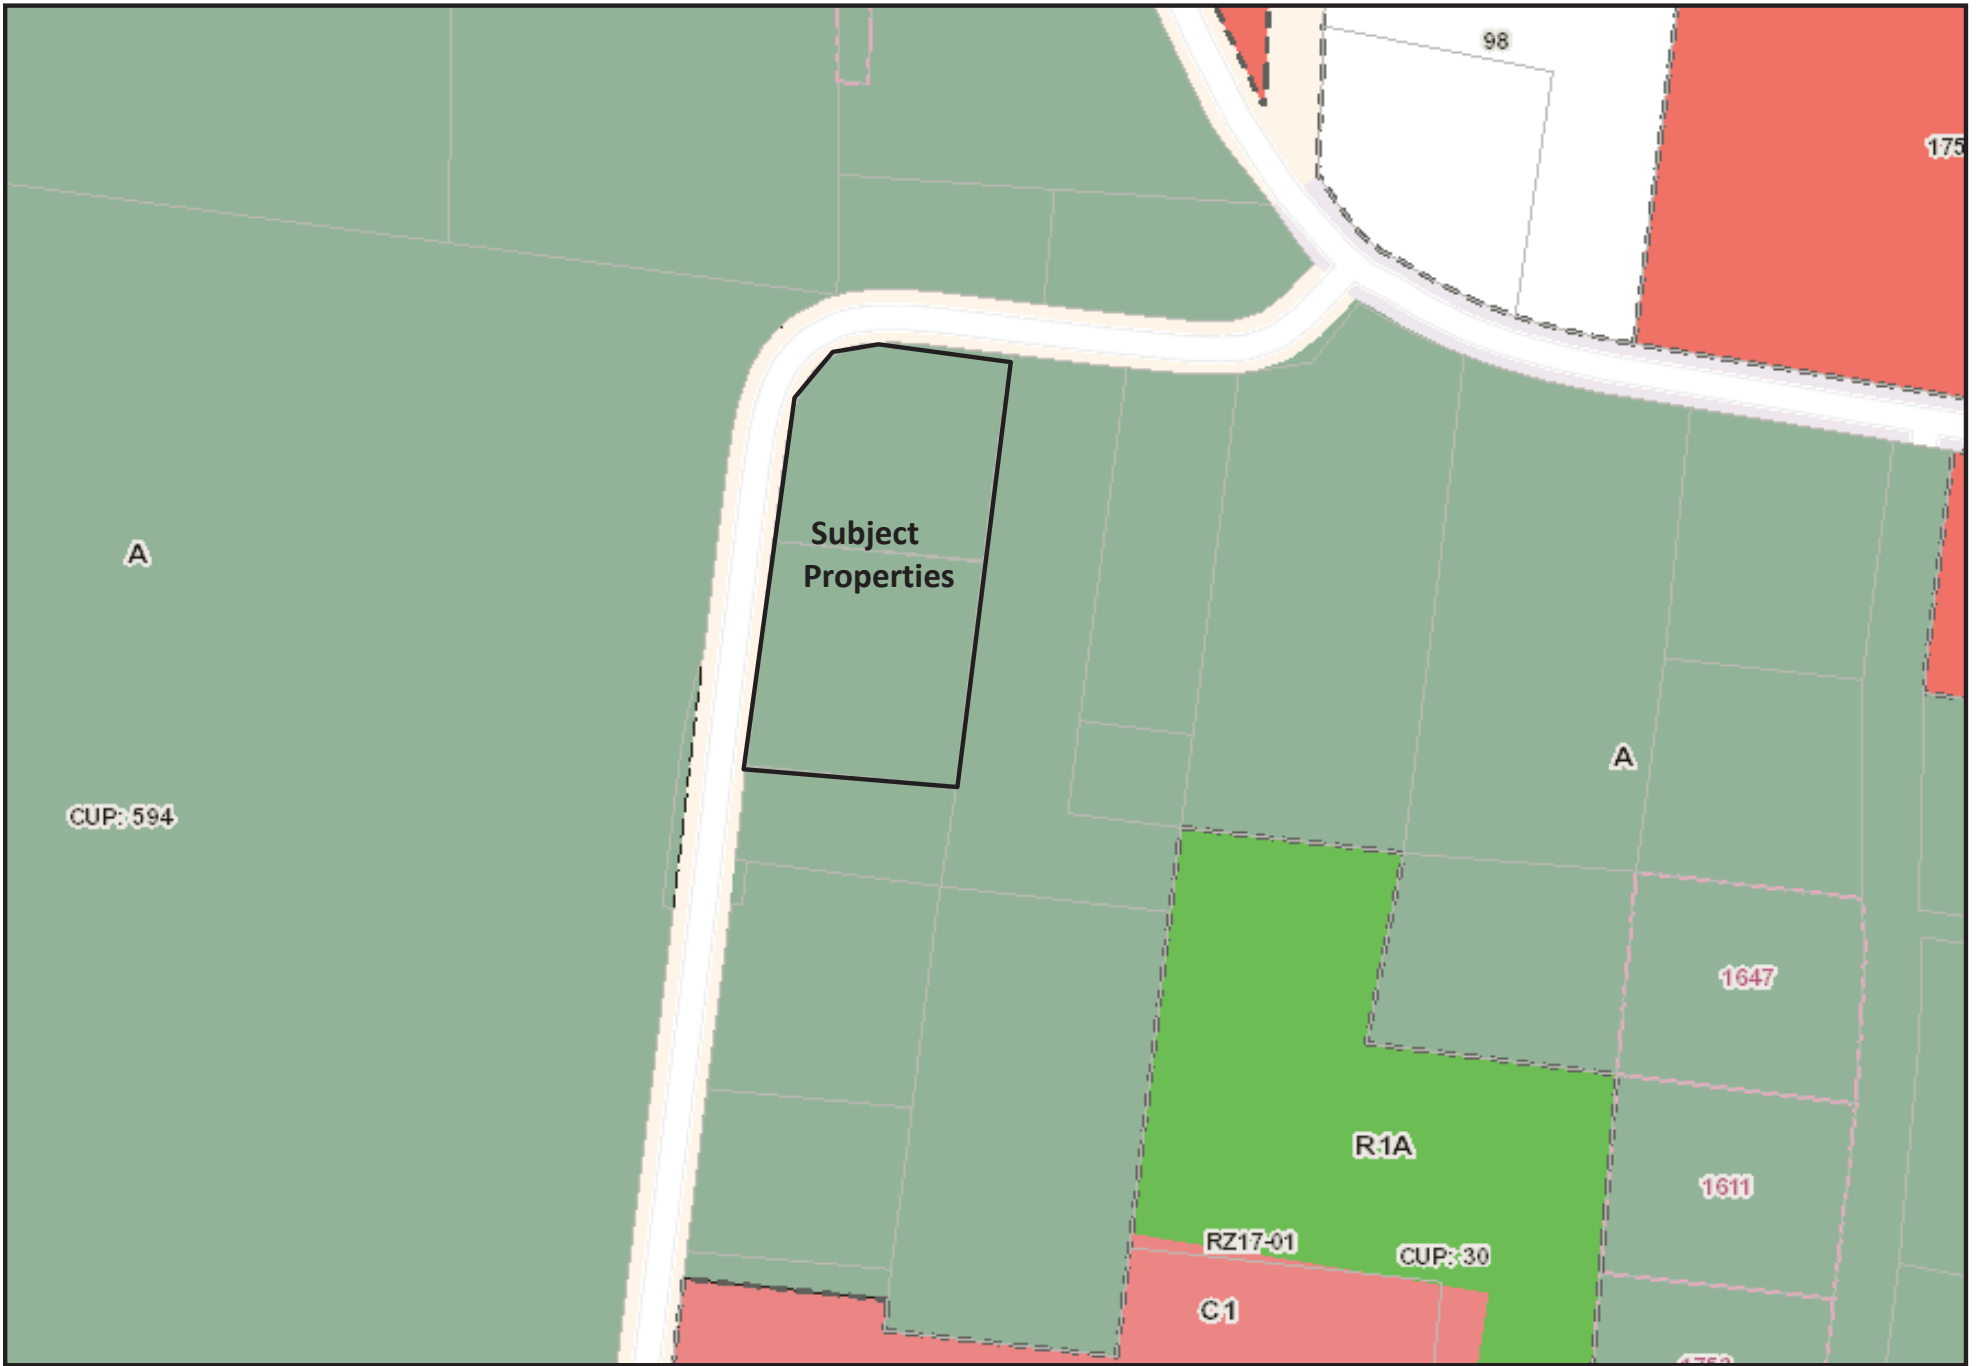 98
175
Subject
Properties
A
A
CUP: 594
1647
R1A
1611
RZ17-01
CUP: 30
C1